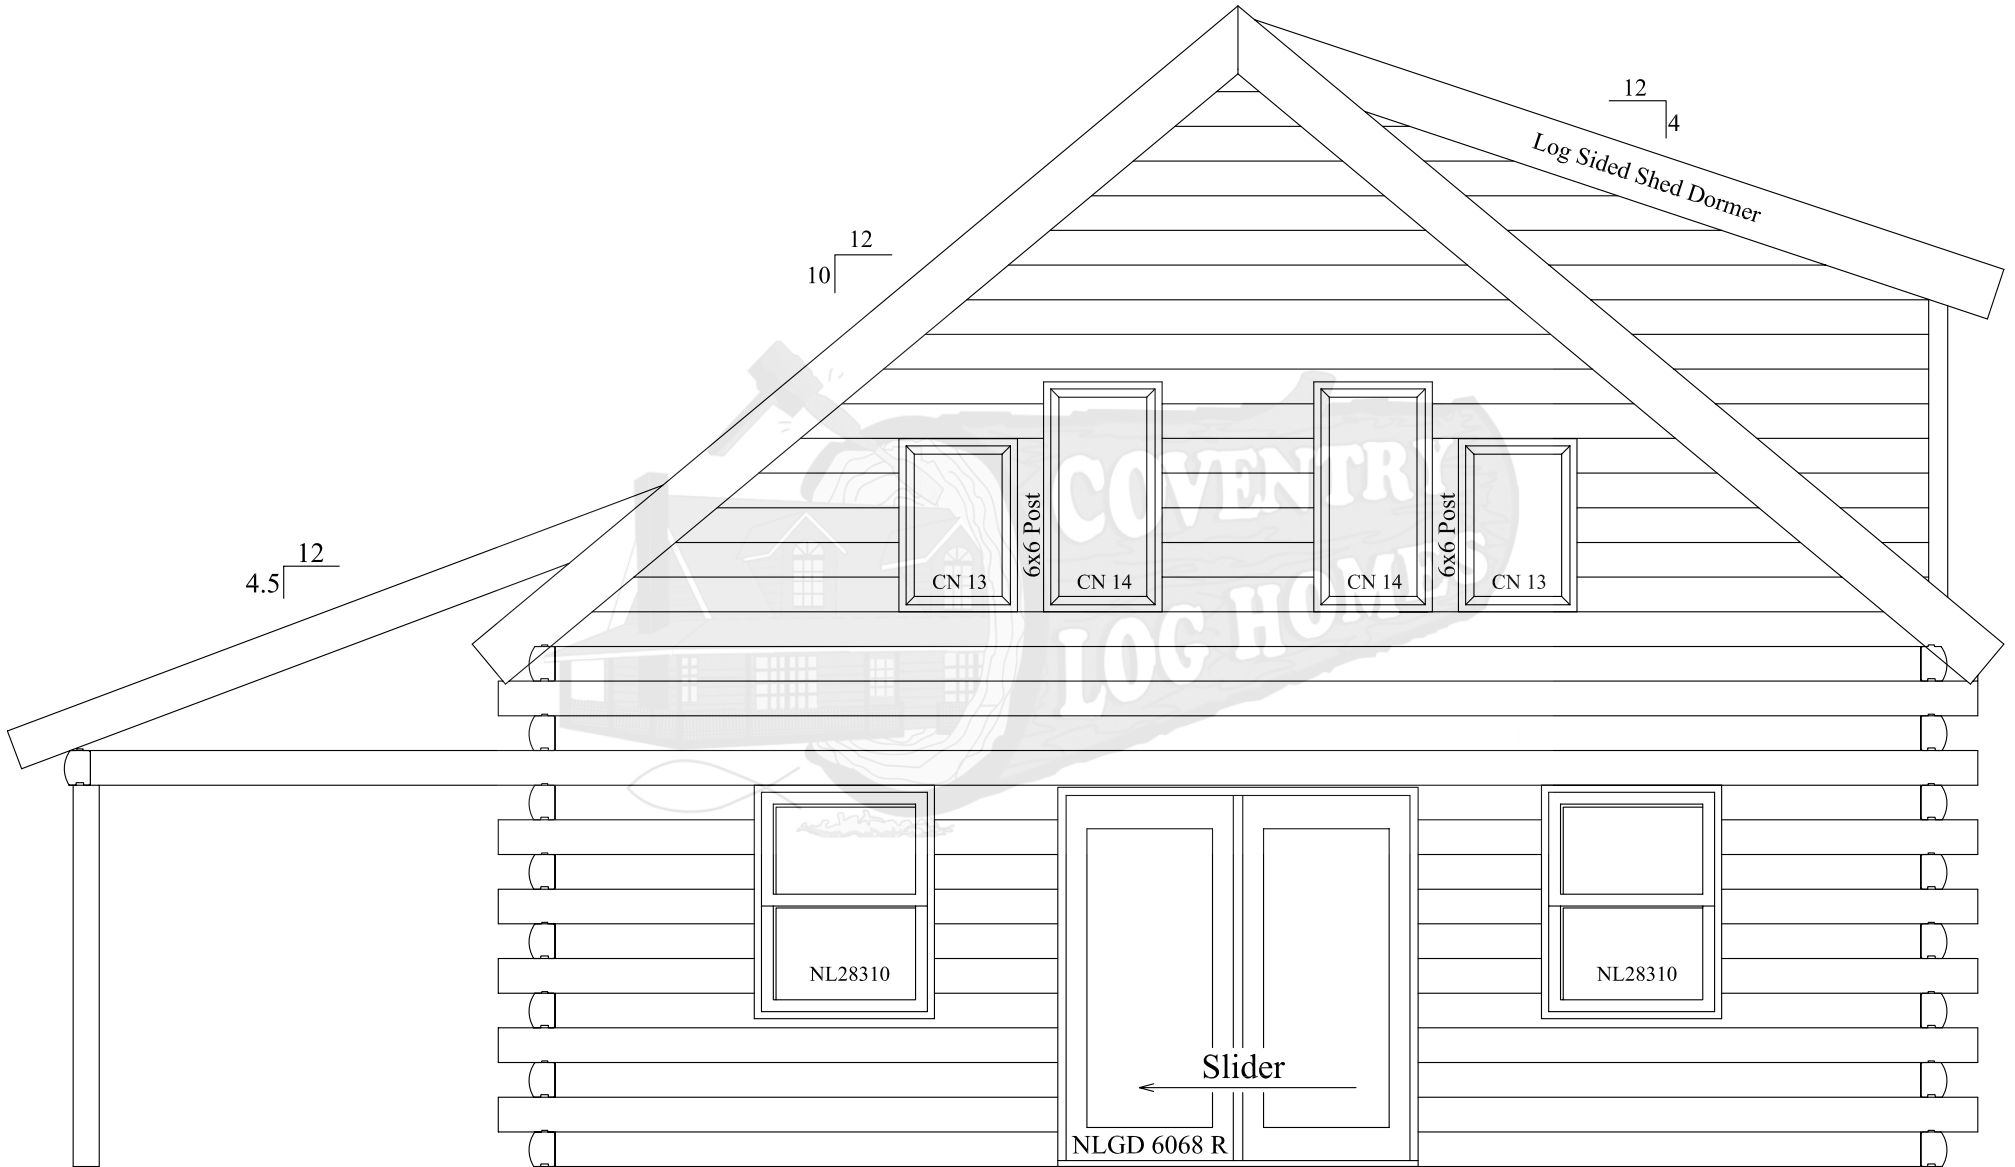 12
4
Log Sided Shed Dormer
12
10
12
4.5
COVENTRY
LOG HOMES
CN 13
6x6 Post
CN 14
CN 14
6x6 Post
CN 13
NL28310
NL28310
Slider
NLGD 6068 R